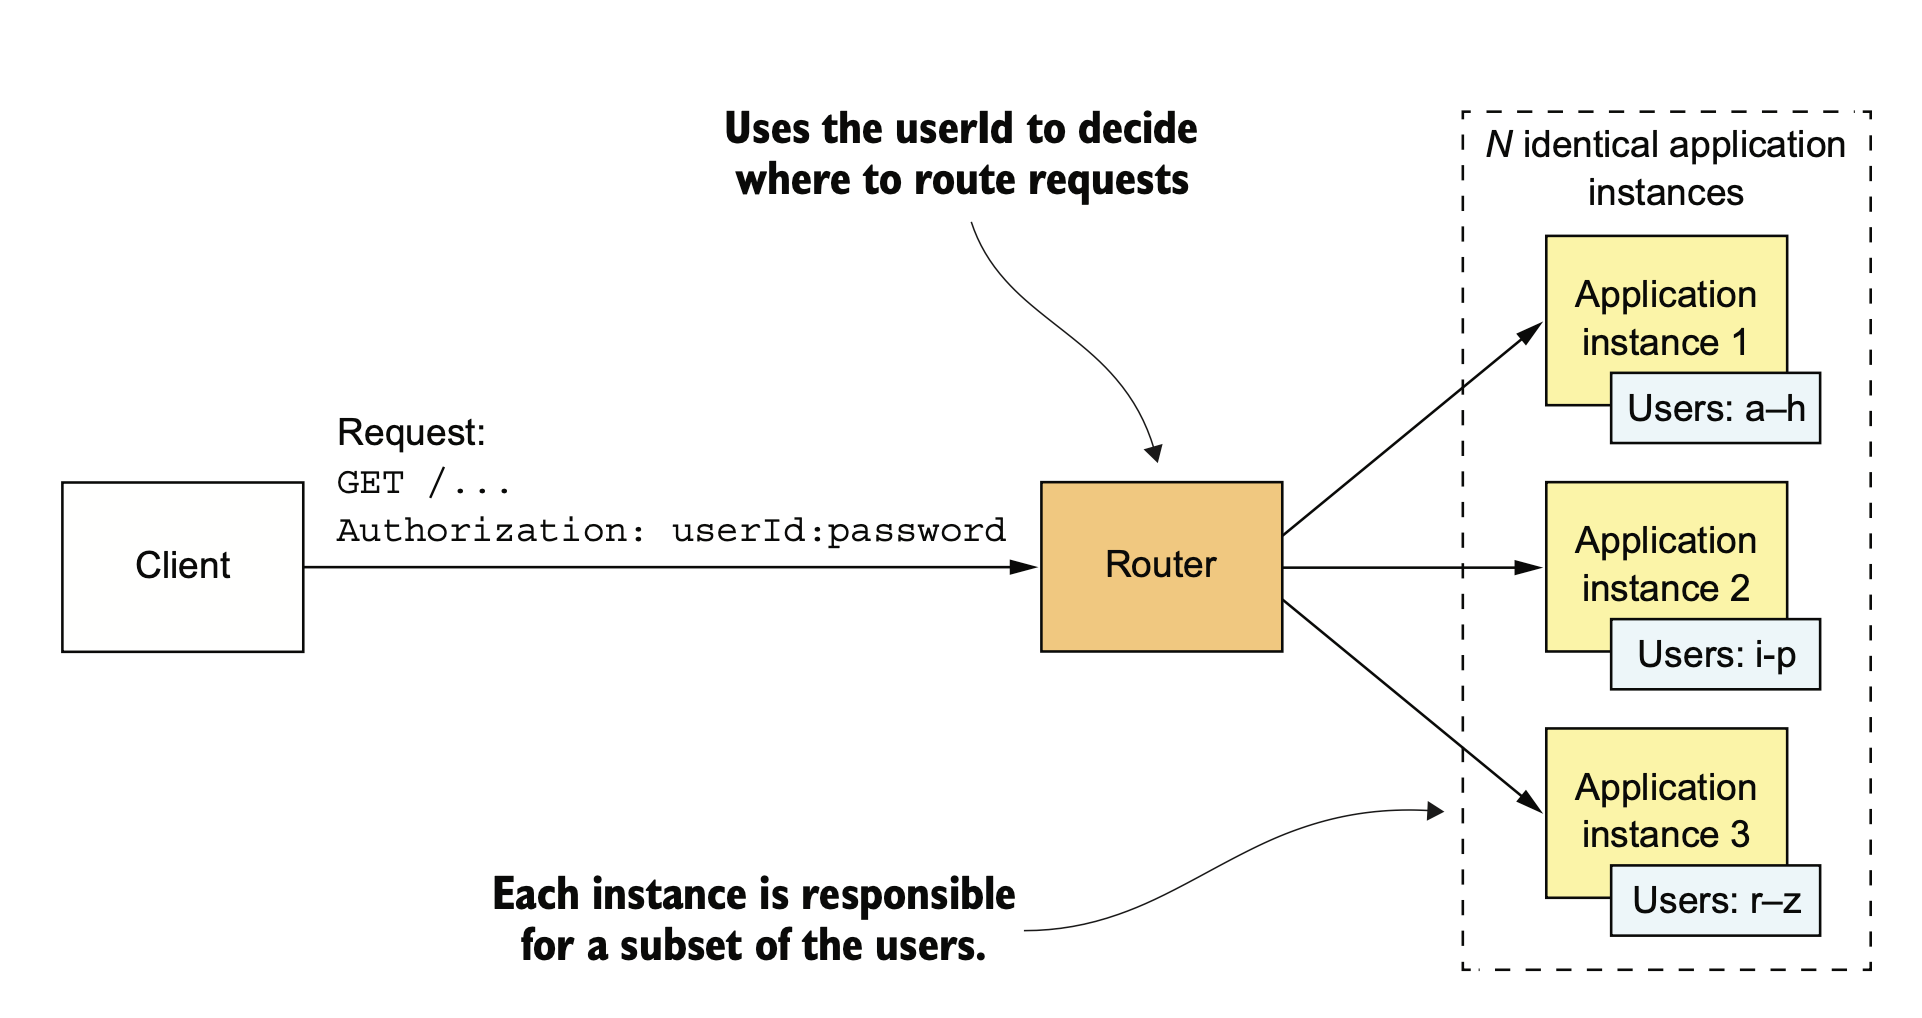 Uses the userId to decide
where to route requests
N identical application
instances
Application
instance 1
Users: a–h
Request:
GET /...
Authorization: userId:password
Client
Router
Application
instance 2
Users: i-p
Application
instance 3
Users: r–z
Each instance is responsible
for a subset of the users.